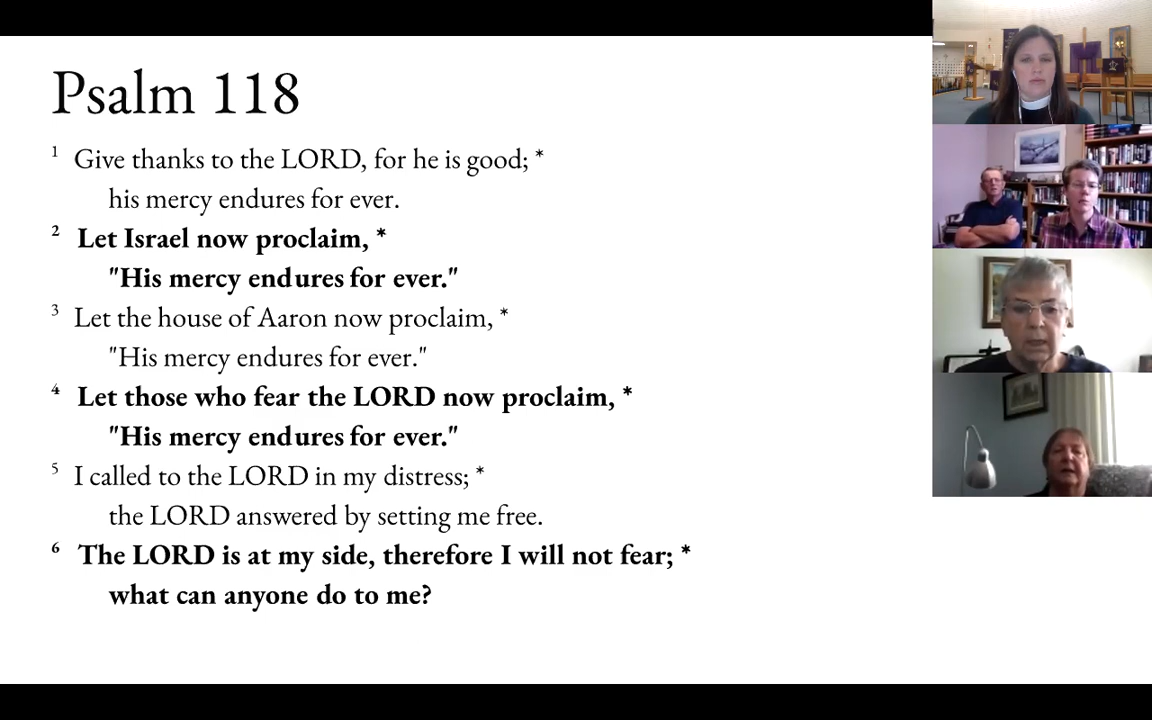 Psalm 118
1 Give thanks to the LORD, for he is good; *
his mercy endures for ever.
2 Let Israel now proclaim, *
"His mercy endures for ever."
3 Let the house of Aaron now proclaim, *
"His mercy endures for ever."
4 Let those who fear the LORD now proclaim, *
"His mercy endures for ever."
5 I called to the LORD in my distress; *
the LORD answered by setting me free.
6 The LORD is at my side, therefore I will not fear; *
what can anyone do to me?